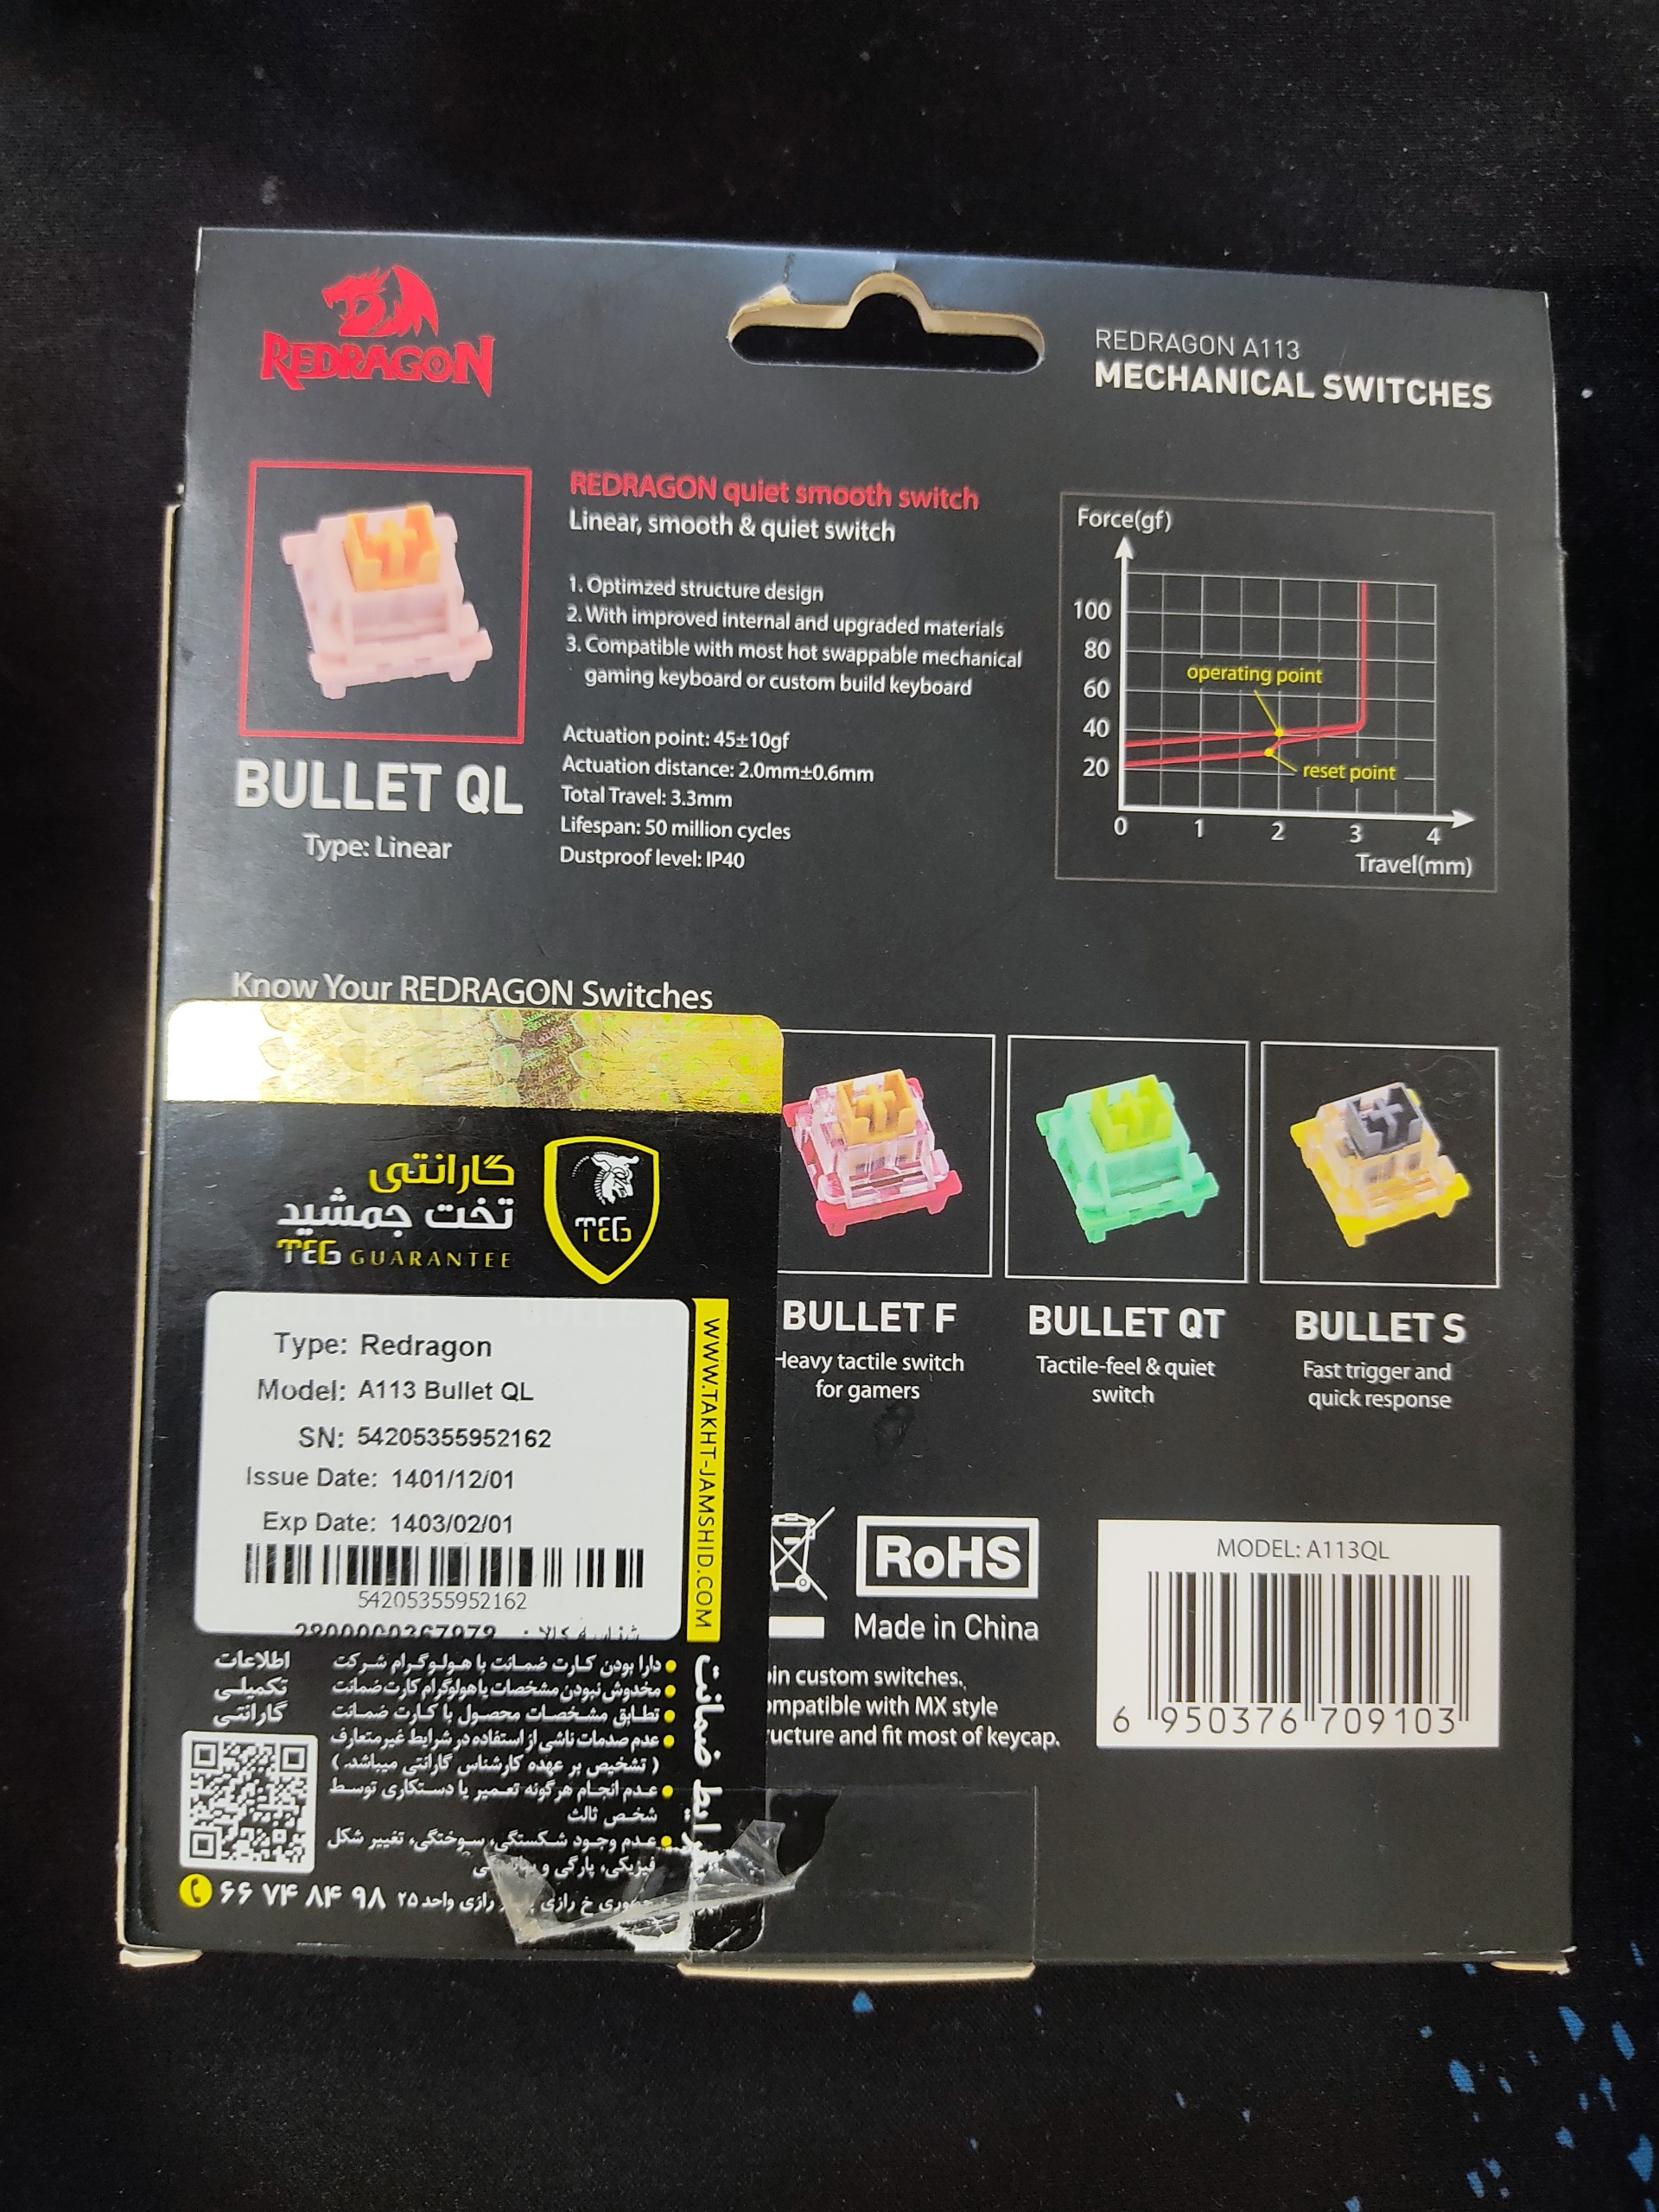 REDRAGON
REDRAGON A113
MECHANICAL SWITCHES
REDRAGON quiet smooth switch
Linear, smooth & quiet switch
1. Optimzed structure design
2. With improved internal and upgraded materials
3. Compatible with most hot swappable mechanical
gaming keyboard or custom build keyboard
Actuation point: 45±10gf
Actuation distance: 2.0mm±0.6mm
Total Travel: 3.3mm
Lifespan: 50 million cycles
Dustproof level: IP40
BULLET QL
Type: Linear
Force(gf)
100
80
60
40
20
operating point
reset point
0 1 2 3 4
Travel(mm)
Know Your REDRAGON Switches
گارانتی
تخت جمشید
TEG GUARANTEE
TEG
Type: Redragon
Model: A113 Bullet QL
SN: 54205355952162
Issue Date: 1401/12/01
Exp Date: 1403/02/01
54205355952162
WWW.TAKHT-JAMSHID.COM
شرایط ضمانت
دارا بودن کارت ضمانت با هولوگرام شرکت
مخدوش نبودن مشخصات یا هولوگرام کارت ضمانت
تطابق مشخصات محصول با کارت ضمانت
عدم صدمات ناشی از استفاده در شرایط غیرمتعارف
( تشخیص بر عهده کارشناس گارانتی میباشد. )
عدم انجام هرگونه تعمیر یا دستکاری توسط
شخص ثالث
عدم وجود شکستگی، سوختگی، تغییر شکل
فیزیکی، پارگی و
اطلاعات
تکمیلی
گارانتی
۶۶ ۷۴ ۸۴ ۹۸
خ رازی
رازی واحد ۲۵
BULLET F
Heavy tactile switch
for gamers
BULLET QT
Tactile-feel & quiet
switch
BULLET S
Fast trigger and
quick response
RoHS
Made in China
in custom switches.
ompatible with MX style
ucture and fit most of keycap.
MODEL: A113QL
6 950376 709103